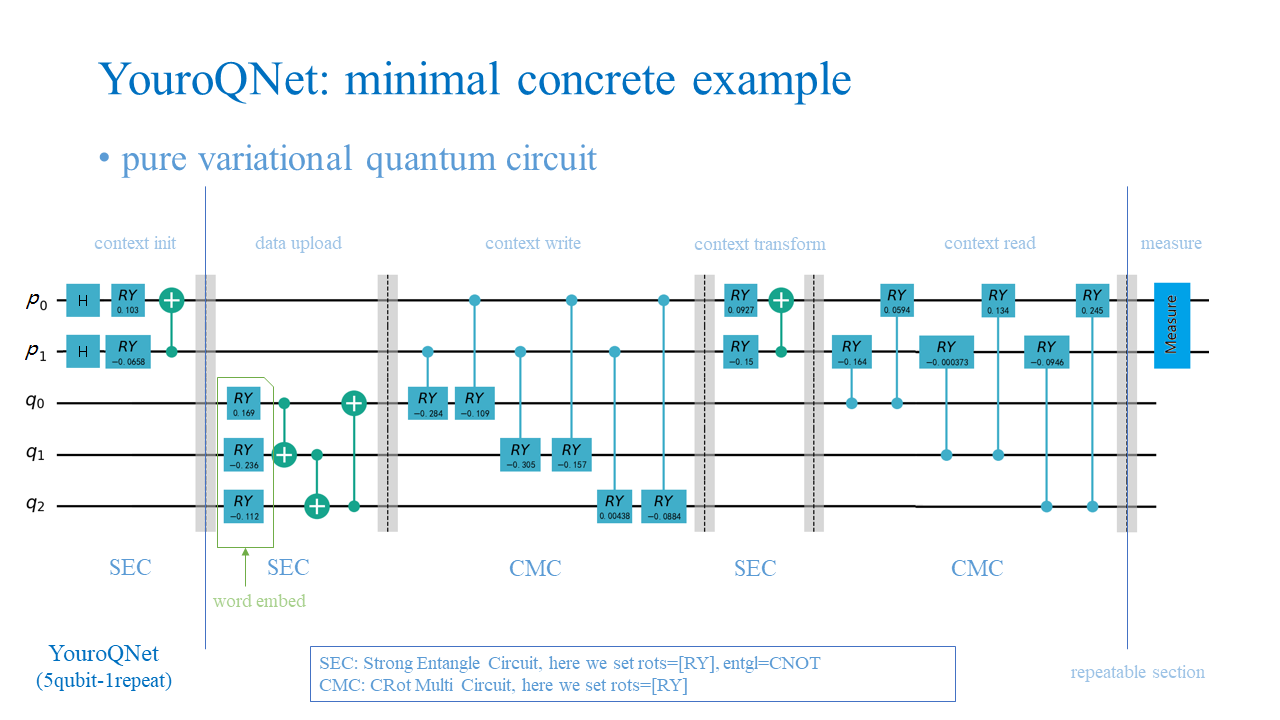 YouroQNet: minimal concrete example
• pure variational quantum circuit
context init data upload context write context transform context read measure
p0 H RY 0.103 RY 0.0927 RY 0.0594 RY 0.134 RY 0.245 Measure
p1 H RY −0.0658 RY −0.15 RY −0.164 RY −0.000373 RY −0.0946
q0 RY 0.169 RY −0.284 RY −0.109
q1 RY −0.236 RY −0.305 RY −0.157
q2 RY −0.112 RY 0.00438 RY −0.0884
SEC SEC CMC SEC CMC
word embed
YouroQNet
(5qubit-1repeat)
SEC: Strong Entangle Circuit, here we set rots=[RY], entgl=CNOT
CMC: CRot Multi Circuit, here we set rots=[RY]
repeatable section